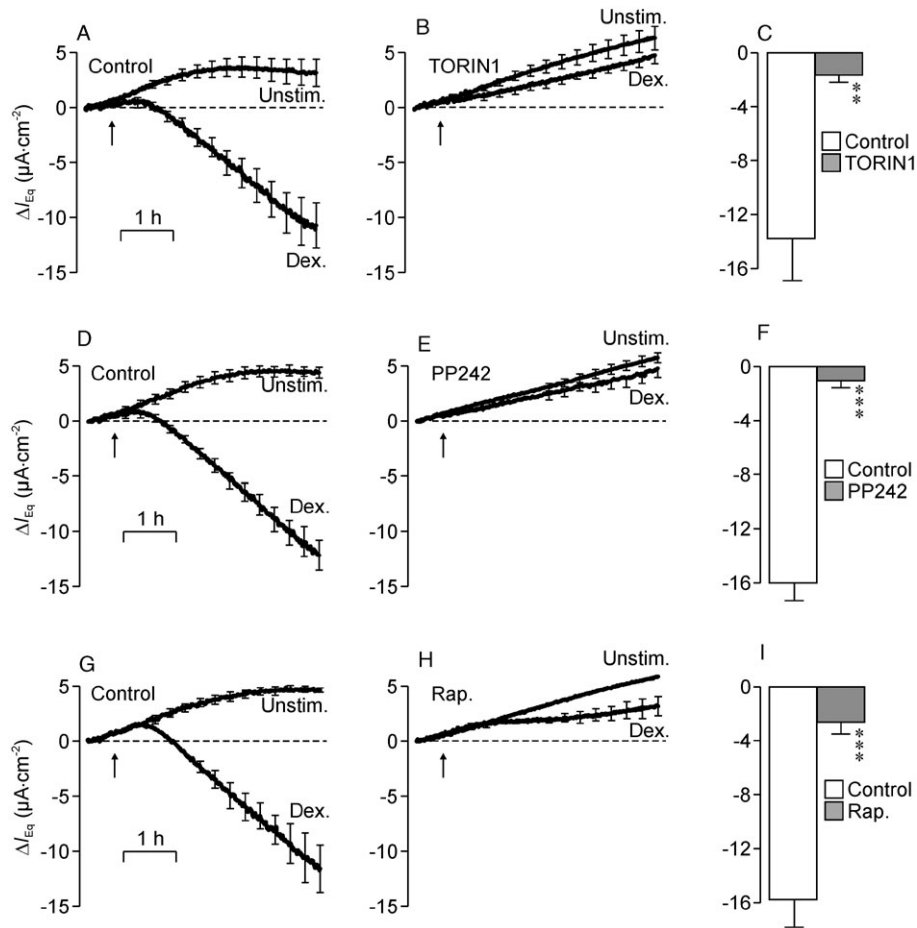 A
B
C
5
0
-5
-10
-15
ΔI_Eq (µA·cm⁻²)
Control
Unstim.
Dex.
1 h
5
0
-5
-10
-15
TORIN1
Unstim.
Dex.
0
-4
-8
-12
-16
**
Control
TORIN1
D
E
F
5
0
-5
-10
-15
ΔI_Eq (µA·cm⁻²)
Control
Unstim.
Dex.
1 h
5
0
-5
-10
-15
PP242
Unstim.
Dex.
0
-4
-8
-12
-16
***
Control
PP242
G
H
I
5
0
-5
-10
-15
ΔI_Eq (µA·cm⁻²)
Control
Unstim.
Dex.
1 h
5
0
-5
-10
-15
Rap.
Unstim.
Dex.
0
-4
-8
-12
-16
***
Control
Rap.